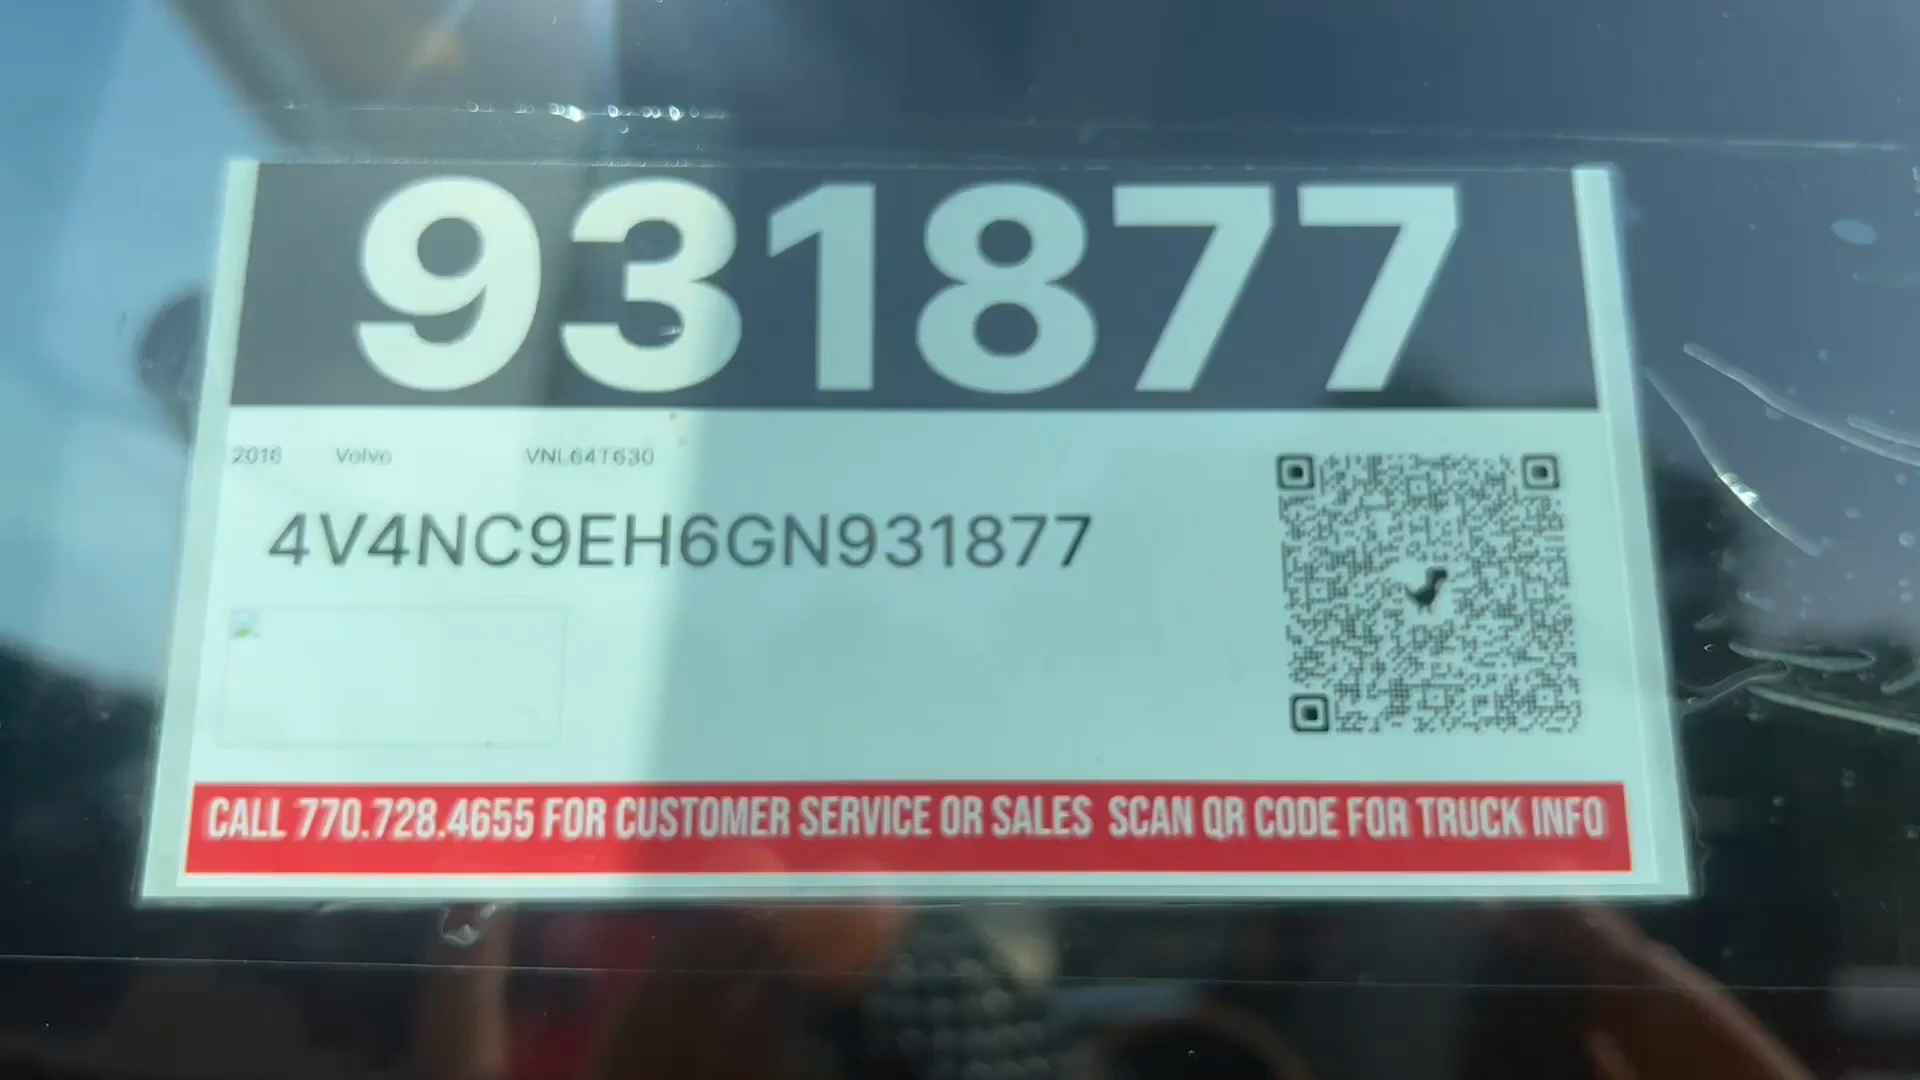 931877
2016 Volvo VNL64T630
4V4NC9EH6GN931877
CALL 770.728.4655 FOR CUSTOMER SERVICE OR SALES SCAN QR CODE FOR TRUCK INFO